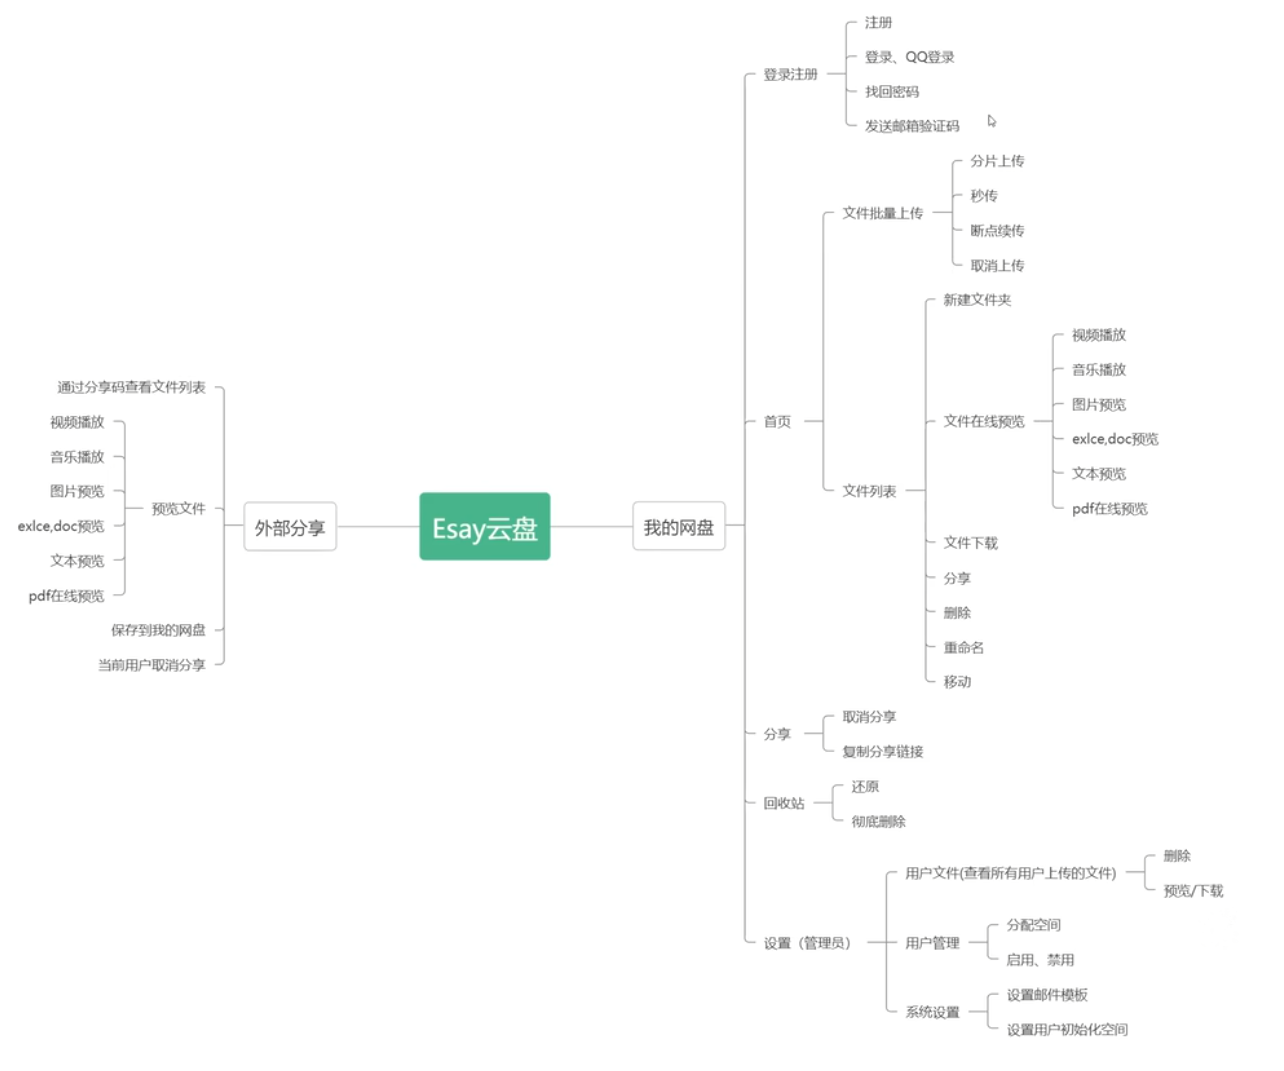 Esay云盘
我的网盘
登录注册
注册
登录、QQ登录
找回密码
发送邮箱验证码
首页
文件批量上传
分片上传
秒传
断点续传
取消上传
文件列表
新建文件夹
文件在线预览
视频播放
音乐播放
图片预览
exlce,doc预览
文本预览
pdf在线预览
文件下载
分享
删除
重命名
移动
分享
取消分享
复制分享链接
回收站
还原
彻底删除
设置（管理员）
用户文件(查看所有用户上传的文件)
删除
预览/下载
用户管理
分配空间
启用、禁用
系统设置
设置邮件模板
设置用户初始化空间
外部分享
通过分享码查看文件列表
预览文件
视频播放
音乐播放
图片预览
exlce,doc预览
文本预览
pdf在线预览
保存到我的网盘
当前用户取消分享